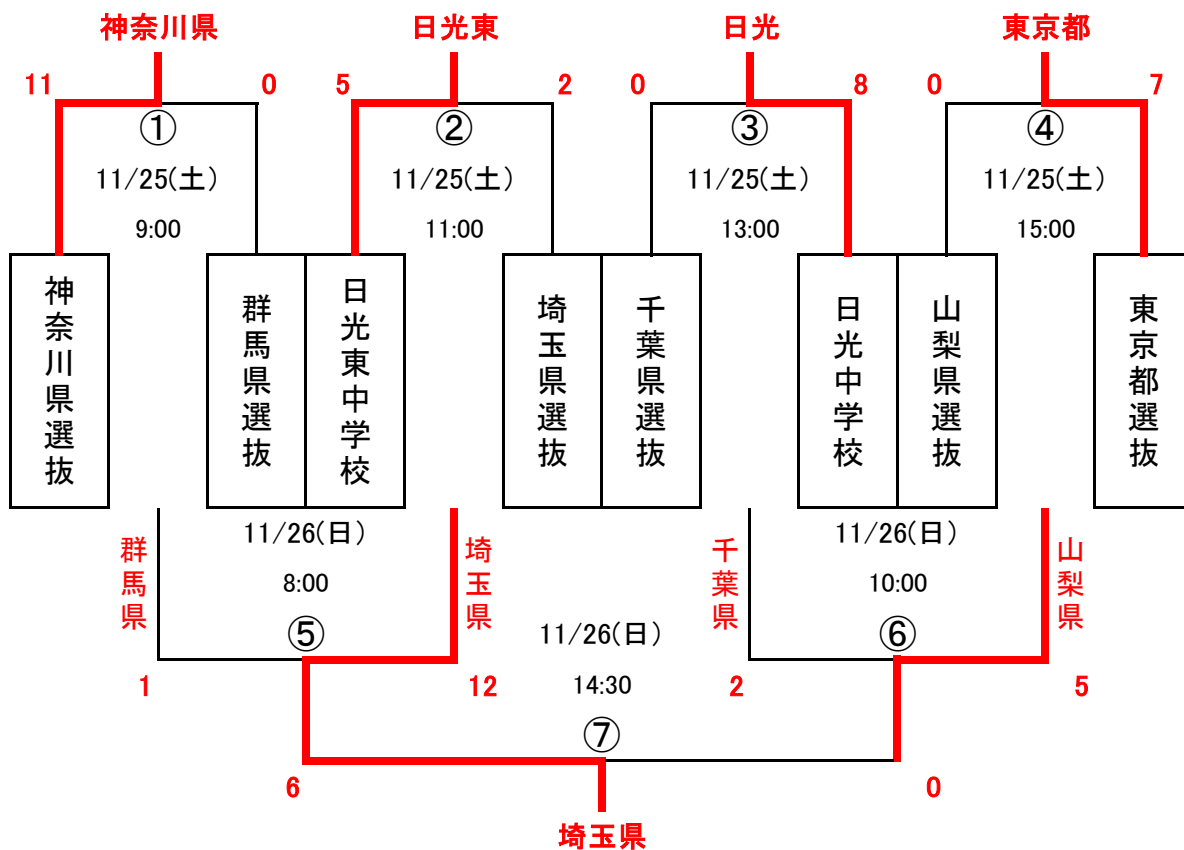 神奈川県 日光東 日光 東京都
11 0 5 2 0 8 0 7
① ② ③ ④
11/25(土) 11/25(土) 11/25(土) 11/25(土)
9:00 11:00 13:00 15:00
神奈川県選抜
群馬県選抜
日光東中学校
埼玉県選抜
千葉県選抜
日光中学校
山梨県選抜
東京都選抜
11/26(日) 11/26(日)
群馬県
埼玉県
千葉県
山梨県
8:00 10:00
⑤ 11/26(日) ⑥
1 12 14:30 2 5
⑦
6 0
埼玉県